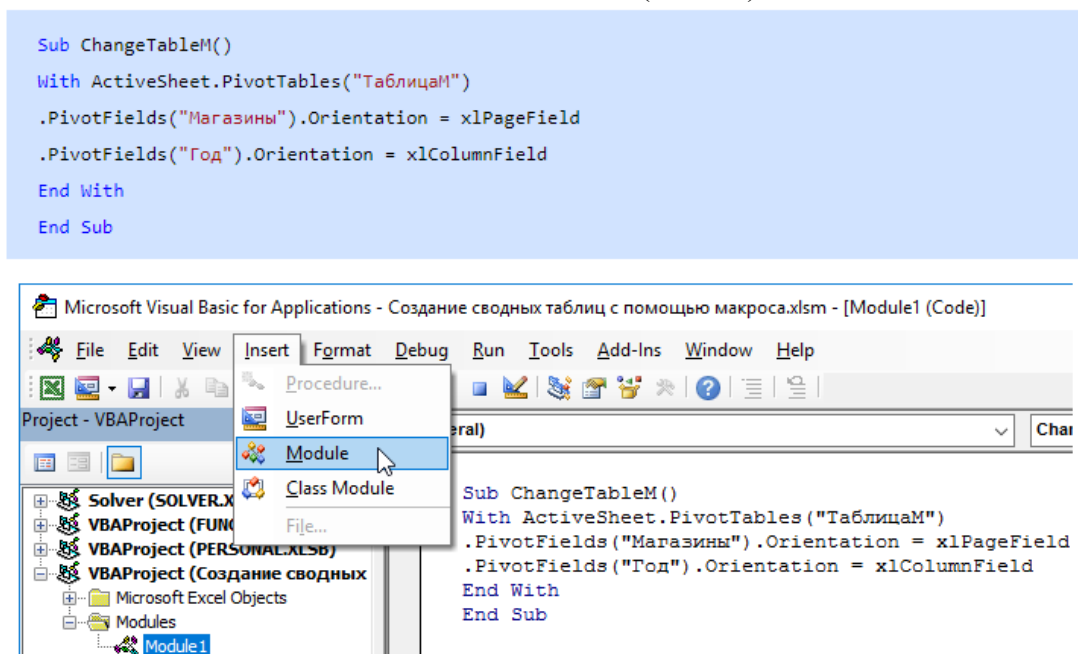 Sub ChangeTableM()
With ActiveSheet.PivotTables("ТаблицаМ")
.PivotFields("Магазины").Orientation = xlPageField
.PivotFields("Год").Orientation = xlColumnField
End With
End Sub
Microsoft Visual Basic for Applications - Создание сводных таблиц с помощью макроса.xlsm - [Module1 (Code)]
File Edit View Insert Format Debug Run Tools Add-Ins Window Help
Procedure...
UserForm
Module
Class Module
File...
Project - VBAProject
eral)
Char
Solver (SOLVER.X
VBAProject (FUNC
VBAProject (PERSONAL.XLSB)
VBAProject (Создание сводных
Microsoft Excel Objects
Modules
Module1
Sub ChangeTableM()
With ActiveSheet.PivotTables("ТаблицаМ")
.PivotFields("Магазины").Orientation = xlPageField
.PivotFields("Год").Orientation = xlColumnField
End With
End Sub